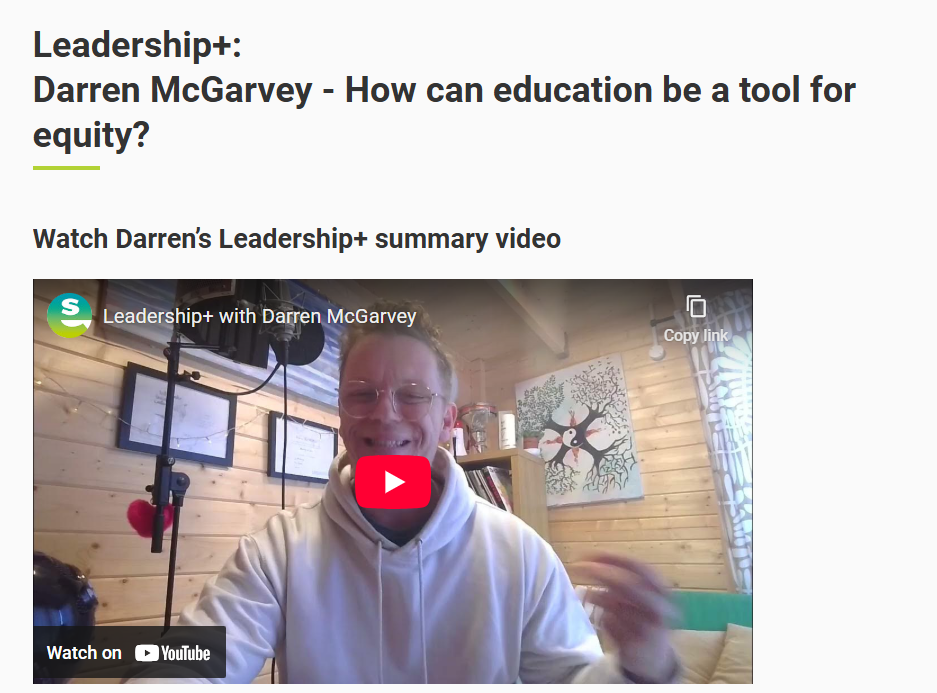 Leadership+:
Darren McGarvey - How can education be a tool for
equity?
Watch Darren’s Leadership+ summary video
S
Leadership+ with Darren McGarvey
Copy link
Watch on YouTube